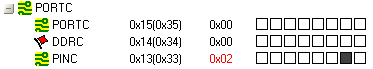 PORTC
PORTC 0x15(0x35) 0x00
DDRC 0x14(0x34) 0x00
PINC 0x13(0x33) 0x02